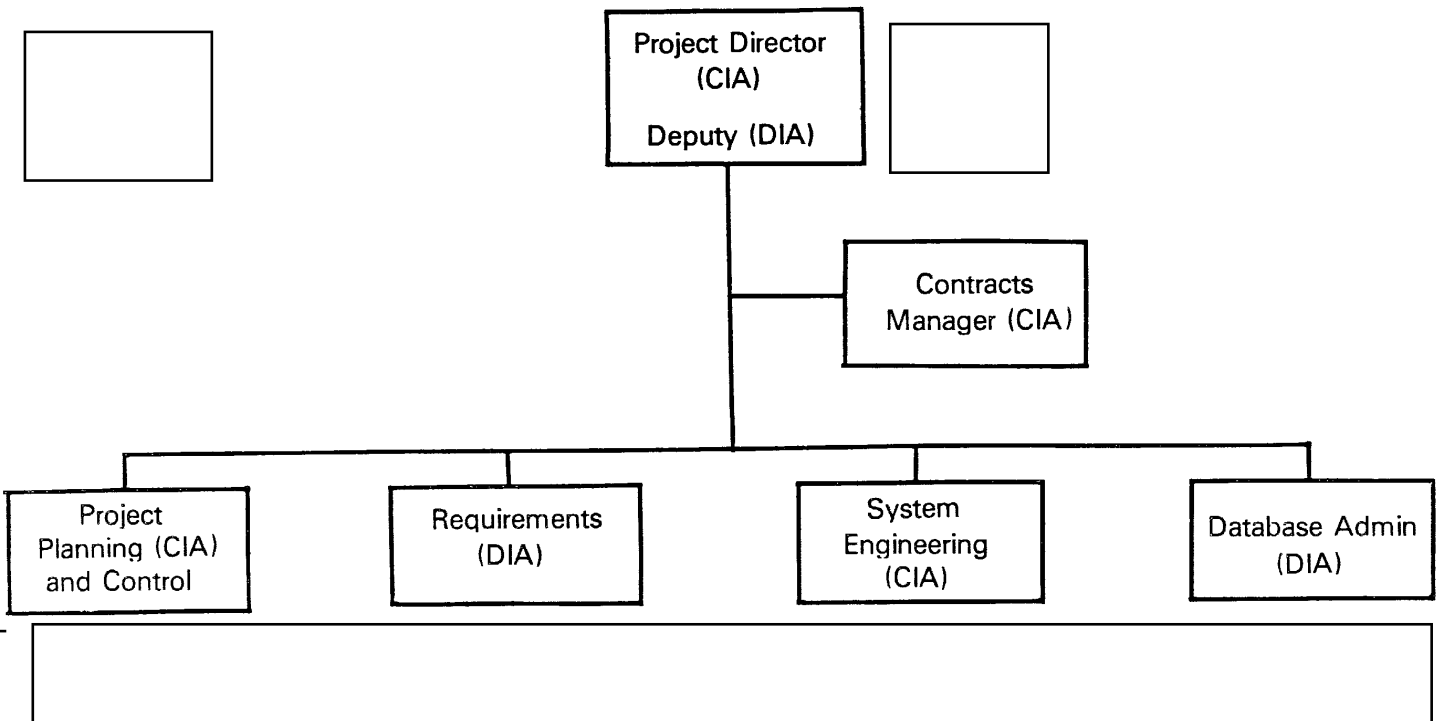 Project Director
(CIA)
Deputy (DIA)
Contracts
Manager (CIA)
Project
Planning (CIA)
and Control
Requirements
(DIA)
System
Engineering
(CIA)
Database Admin
(DIA)